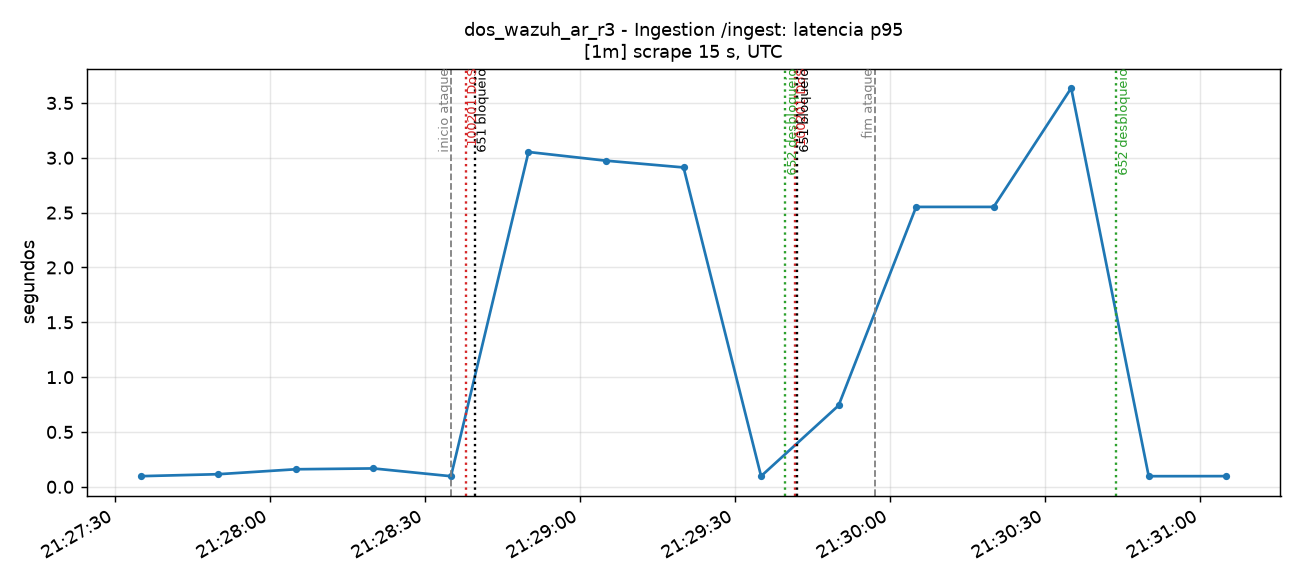 dos_wazuh_ar_r3 - Ingestion /ingest: latencia p95
[1m] scrape 15 s, UTC
segundos
3.5
3.0
2.5
2.0
1.5
1.0
0.5
0.0
inicio ataque
100201 DoS
651 bloqueio
652 desbloqueio
651 bloqueio
fim ataque
652 desbloqueio
21:27:30
21:28:00
21:28:30
21:29:00
21:29:30
21:30:00
21:30:30
21:31:00